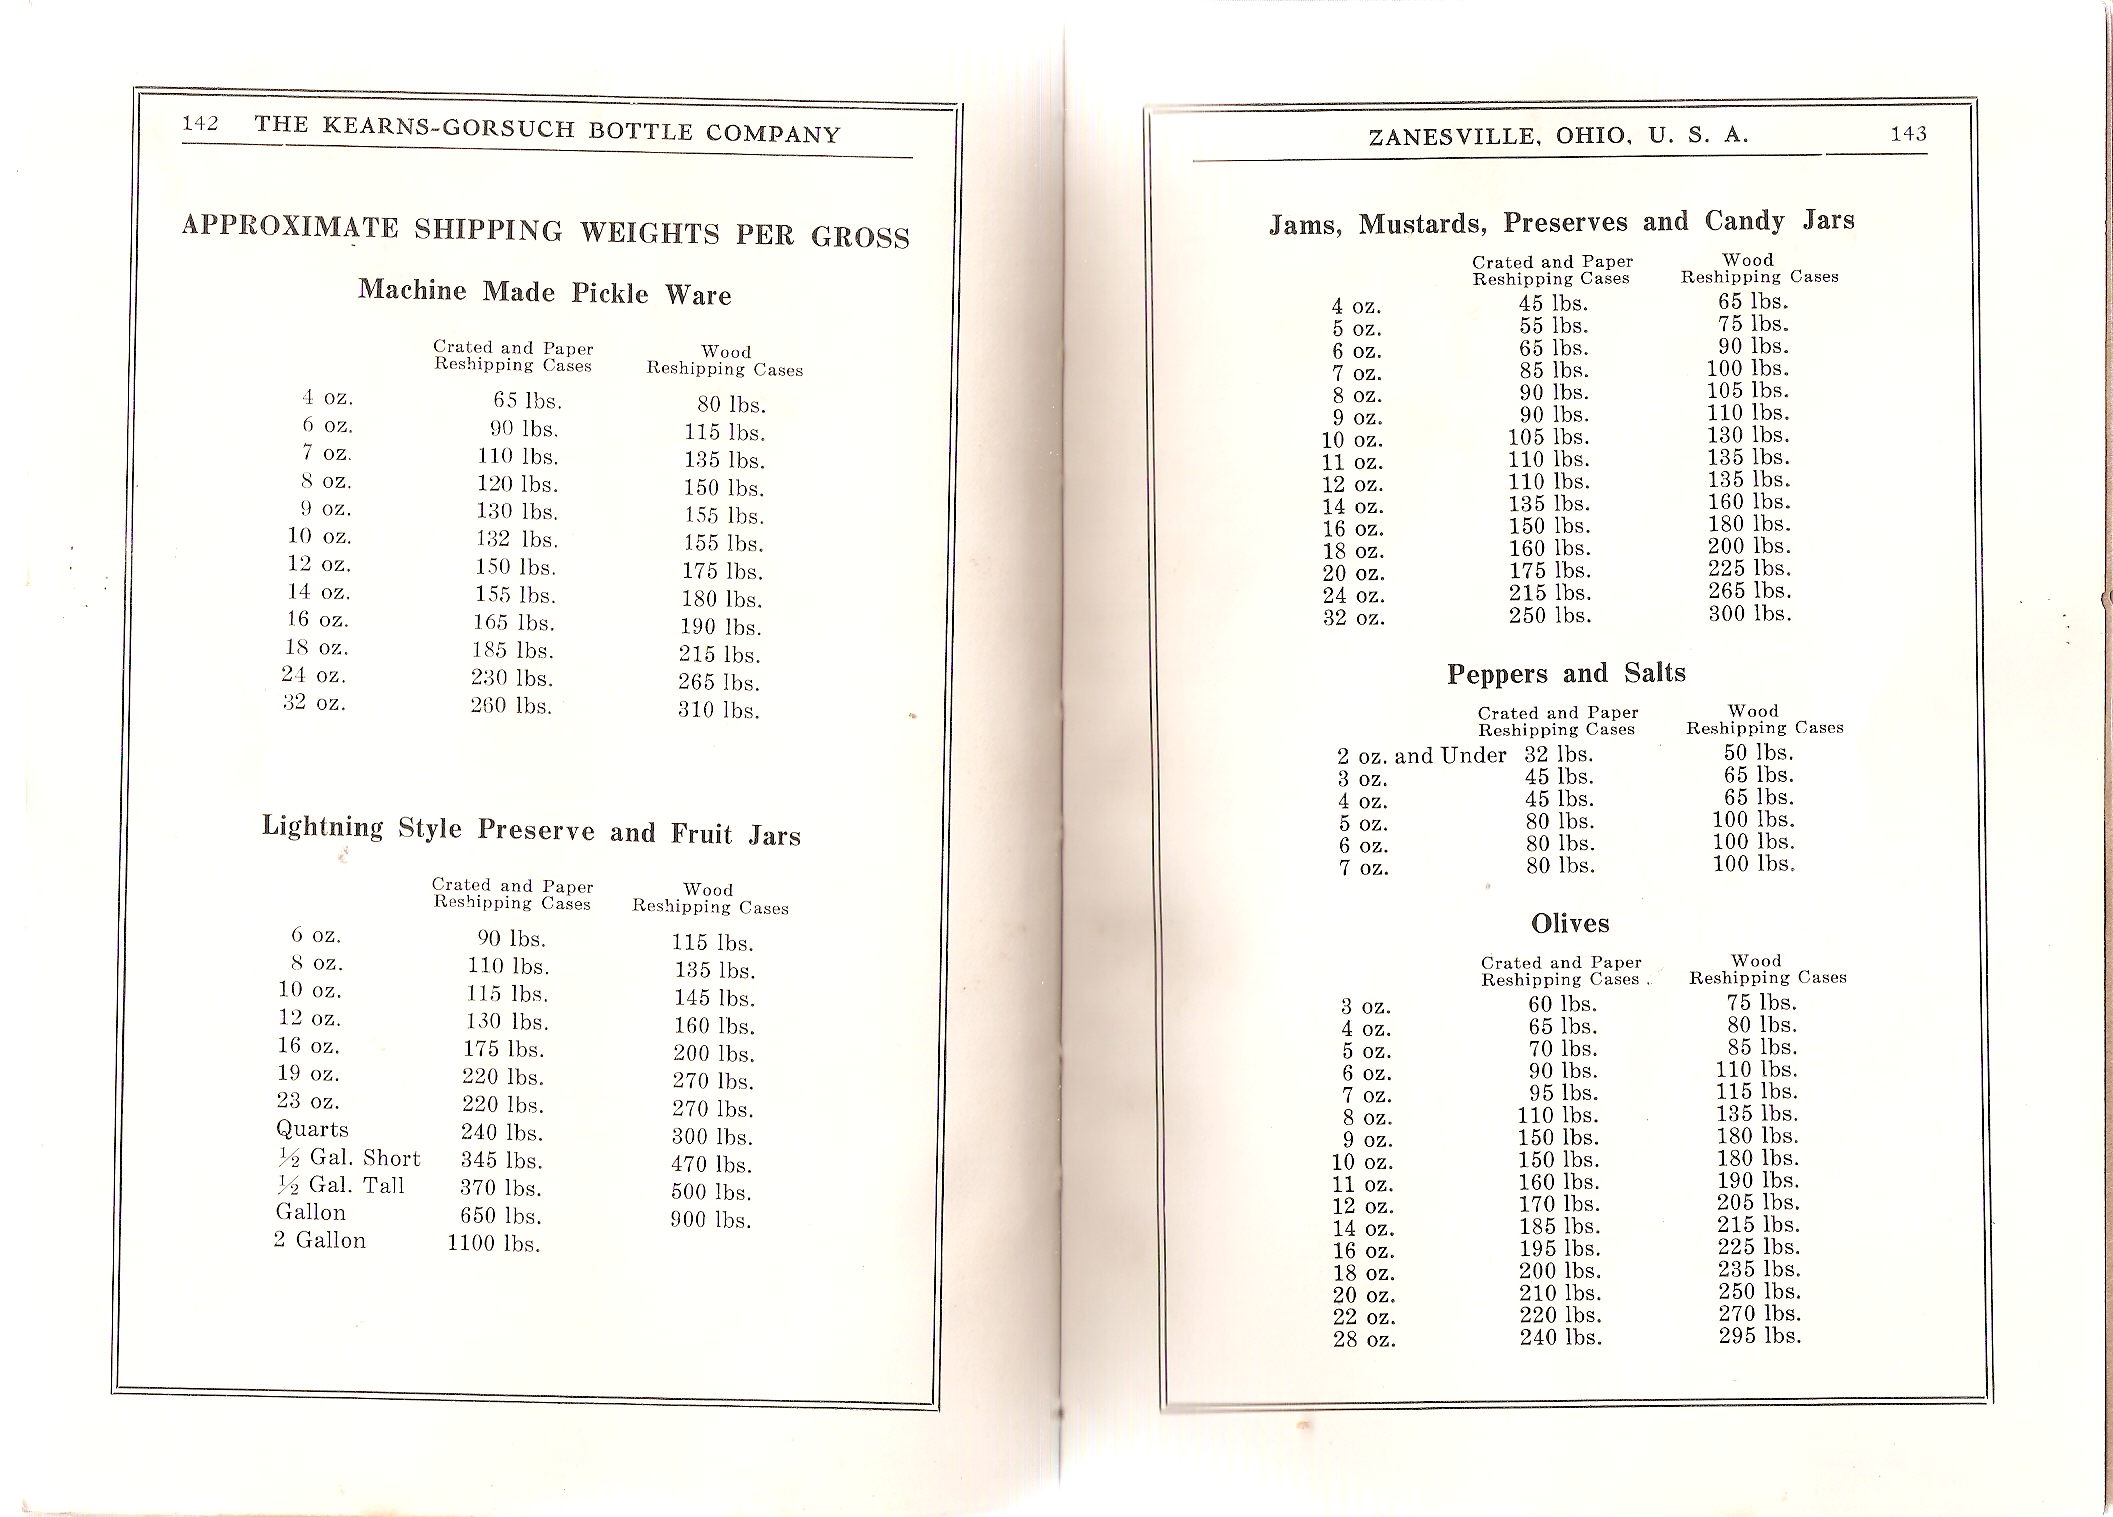 142 THE KEARNS-GORSUCH BOTTLE COMPANY
APPROXIMATE SHIPPING WEIGHTS PER GROSS
Machine Made Pickle Ware
Crated and Paper Wood
Reshipping Cases Reshipping Cases
4 oz. 65 lbs. 80 lbs.
6 oz. 90 lbs. 115 lbs.
7 oz. 110 lbs. 135 lbs.
8 oz. 120 lbs. 150 lbs.
9 oz. 130 lbs. 155 lbs.
10 oz. 132 lbs. 155 lbs.
12 oz. 150 lbs. 175 lbs.
14 oz. 155 lbs. 180 lbs.
16 oz. 165 lbs. 190 lbs.
18 oz. 185 lbs. 215 lbs.
24 oz. 230 lbs. 265 lbs.
32 oz. 260 lbs. 310 lbs.
Lightning Style Preserve and Fruit Jars
Crated and Paper Wood
Reshipping Cases Reshipping Cases
6 oz. 90 lbs. 115 lbs.
8 oz. 110 lbs. 135 lbs.
10 oz. 115 lbs. 145 lbs.
12 oz. 130 lbs. 160 lbs.
16 oz. 175 lbs. 200 lbs.
19 oz. 220 lbs. 270 lbs.
23 oz. 220 lbs. 270 lbs.
Quarts 240 lbs. 300 lbs.
½ Gal. Short 345 lbs. 470 lbs.
½ Gal. Tall 370 lbs. 500 lbs.
Gallon 650 lbs. 900 lbs.
2 Gallon 1100 lbs.
ZANESVILLE, OHIO, U. S. A. 143
Jams, Mustards, Preserves and Candy Jars
Crated and Paper Wood
Reshipping Cases Reshipping Cases
4 oz. 45 lbs. 65 lbs.
5 oz. 55 lbs. 75 lbs.
6 oz. 65 lbs. 90 lbs.
7 oz. 85 lbs. 100 lbs.
8 oz. 90 lbs. 105 lbs.
9 oz. 90 lbs. 110 lbs.
10 oz. 105 lbs. 130 lbs.
11 oz. 110 lbs. 135 lbs.
12 oz. 110 lbs. 135 lbs.
14 oz. 135 lbs. 160 lbs.
16 oz. 150 lbs. 180 lbs.
18 oz. 160 lbs. 200 lbs.
20 oz. 175 lbs. 225 lbs.
24 oz. 215 lbs. 265 lbs.
32 oz. 250 lbs. 300 lbs.
Peppers and Salts
Crated and Paper Wood
Reshipping Cases Reshipping Cases
2 oz. and Under 32 lbs. 50 lbs.
3 oz. 45 lbs. 65 lbs.
4 oz. 45 lbs. 65 lbs.
5 oz. 80 lbs. 100 lbs.
6 oz. 80 lbs. 100 lbs.
7 oz. 80 lbs. 100 lbs.
Olives
Crated and Paper Wood
Reshipping Cases Reshipping Cases
3 oz. 60 lbs. 75 lbs.
4 oz. 65 lbs. 80 lbs.
5 oz. 70 lbs. 85 lbs.
6 oz. 90 lbs. 110 lbs.
7 oz. 95 lbs. 115 lbs.
8 oz. 110 lbs. 135 lbs.
9 oz. 150 lbs. 180 lbs.
10 oz. 150 lbs. 180 lbs.
11 oz. 160 lbs. 190 lbs.
12 oz. 170 lbs. 205 lbs.
14 oz. 185 lbs. 215 lbs.
16 oz. 195 lbs. 225 lbs.
18 oz. 200 lbs. 235 lbs.
20 oz. 210 lbs. 250 lbs.
22 oz. 220 lbs. 270 lbs.
28 oz. 240 lbs. 295 lbs.